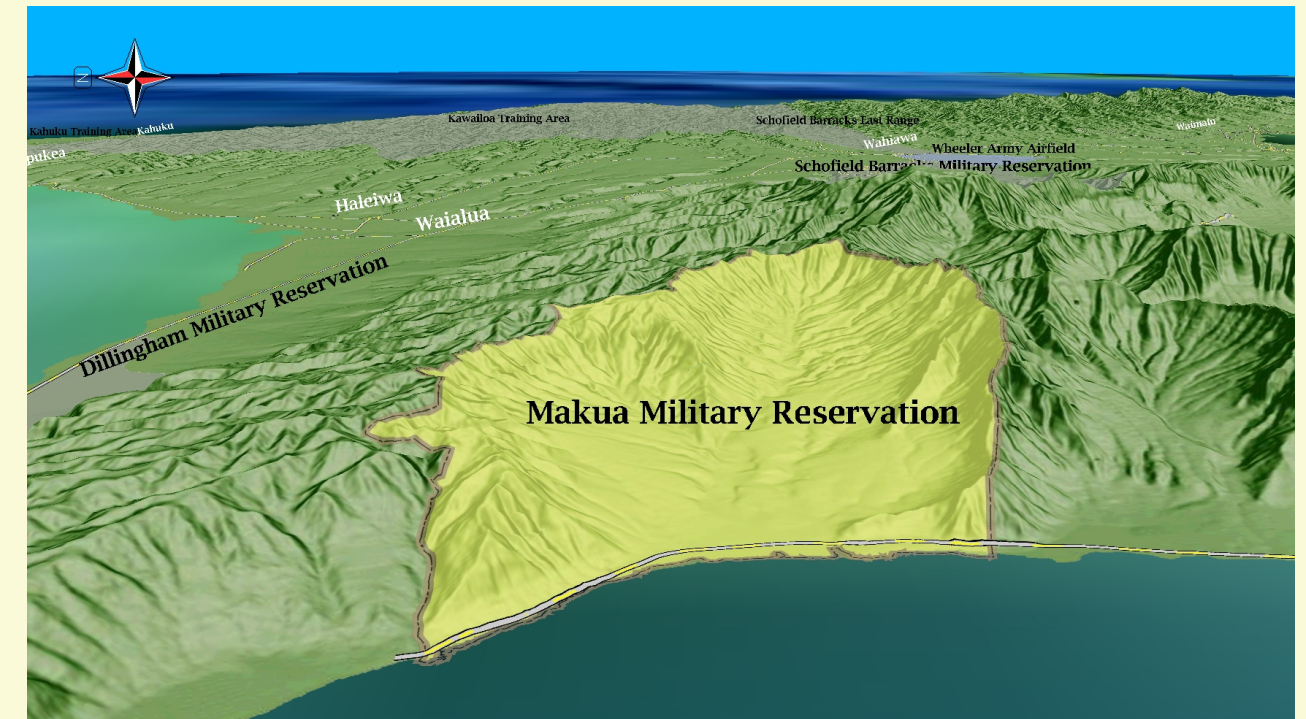 N
Kahuku Training Area
Kahuku
pukea
Kawailoa Training Area
Schofield Barracks East Range
Wahiawa
Waimalu
Wheeler Army Airfield
Schofield Barracks Military Reservation
Haleiwa
Waialua
Dillingham Military Reservation
Makua Military Reservation